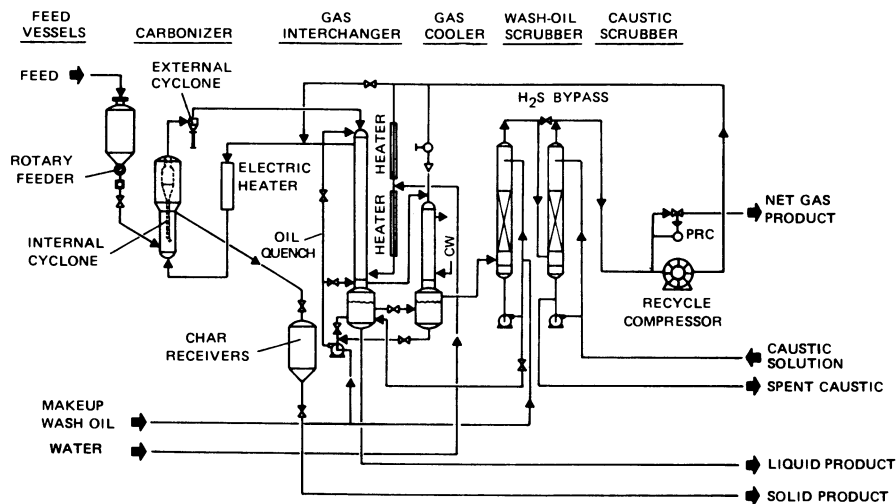 FEED
VESSELS
CARBONIZER
GAS
INTERCHANGER
GAS
COOLER
WASH-OIL
SCRUBBER
CAUSTIC
SCRUBBER
FEED
EXTERNAL
CYCLONE
H₂S BYPASS
ROTARY
FEEDER
ELECTRIC
HEATER
HEATER
HEATER
INTERNAL
CYCLONE
OIL
QUENCH
CW
NET GAS
PRODUCT
PRC
RECYCLE
COMPRESSOR
CHAR
RECEIVERS
CAUSTIC
SOLUTION
SPENT CAUSTIC
MAKEUP
WASH OIL
WATER
LIQUID PRODUCT
SOLID PRODUCT